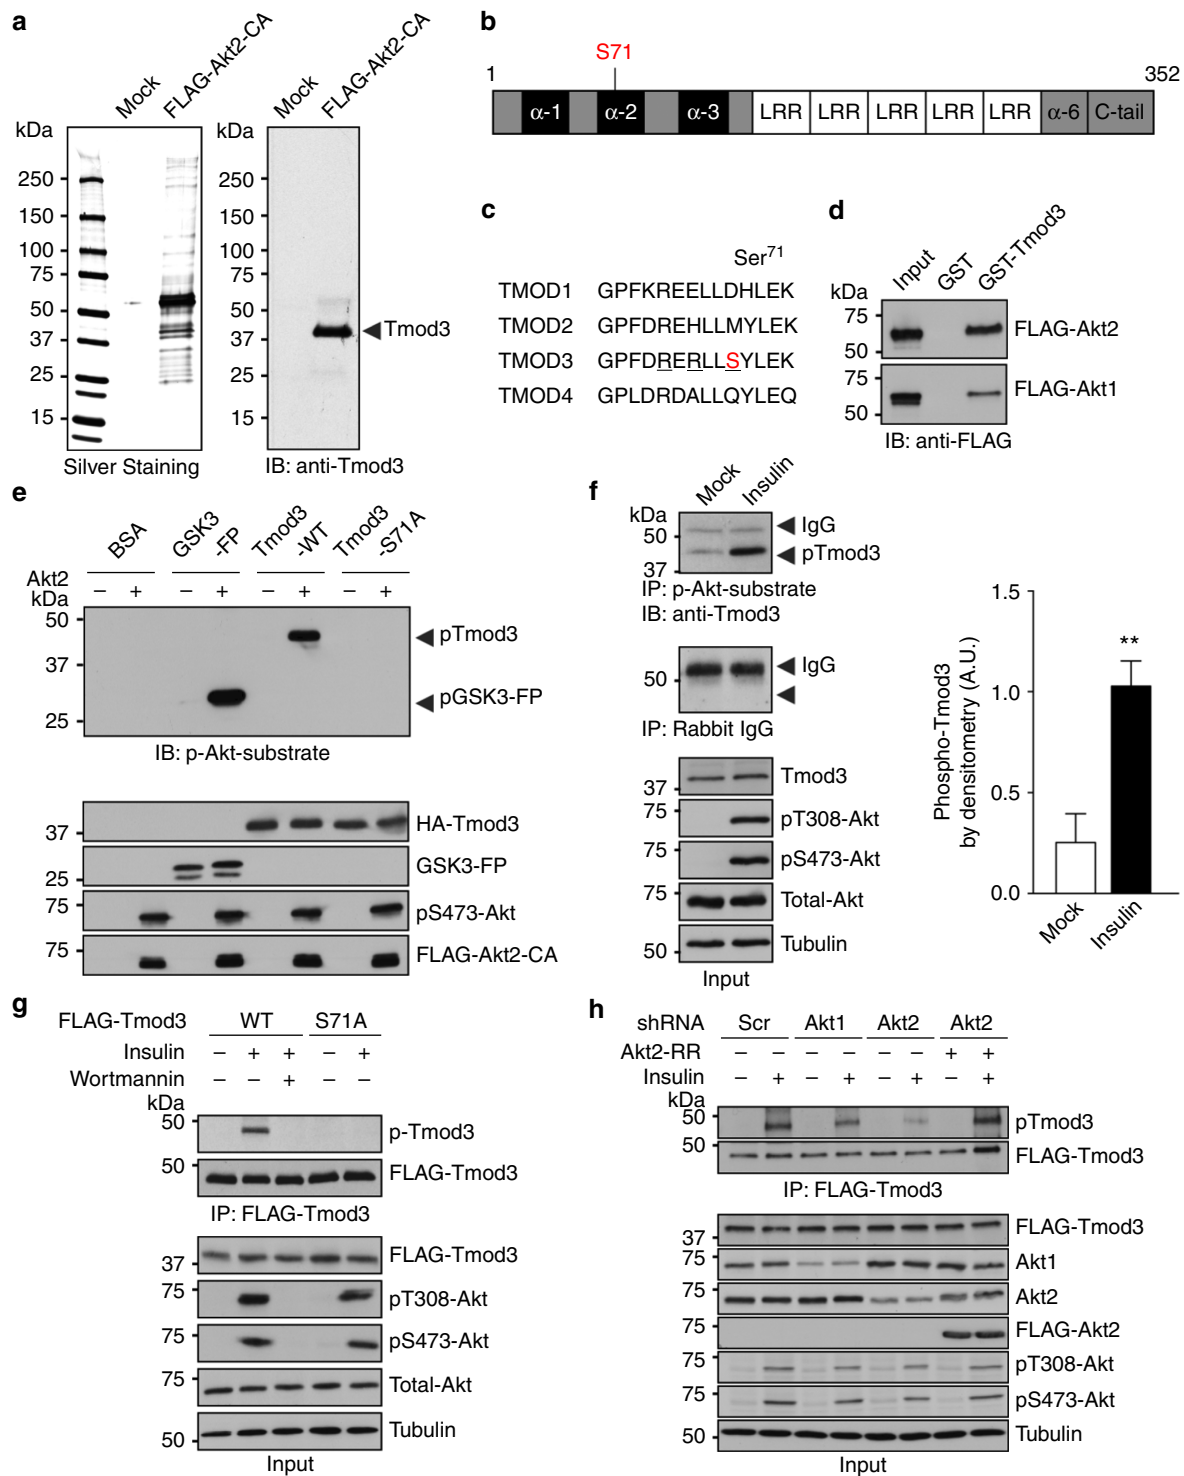 a
Mock
FLAG-Akt2-CA
Mock
FLAG-Akt2-CA
kDa
kDa
250
150
100
75
50
37
25
15
250
150
100
75
50
37
25
15
Tmod3
Silver Staining
IB: anti-Tmod3
b
S71
1
352
α-1
α-2
α-3
LRR
LRR
LRR
LRR
LRR
α-6
C-tail
c
Ser71
TMOD1 GPFKREELLDHLEK
TMOD2 GPFDREHLLMYLEK
TMOD3 GPFDRERLLSYLEK
TMOD4 GPLDRDALLQYLEQ
d
Input
GST
GST-Tmod3
kDa
75
50
FLAG-Akt2
75
50
FLAG-Akt1
IB: anti-FLAG
e
BSA
GSK3
-FP
Tmod3
-WT
Tmod3
-S71A
Akt2 – + – + – + – +
kDa
50
37
25
pTmod3
pGSK3-FP
IB: p-Akt-substrate
37
HA-Tmod3
25
GSK3-FP
75
pS473-Akt
75
FLAG-Akt2-CA
f
Mock
Insulin
kDa
50
37
IgG
pTmod3
IP: p-Akt-substrate
IB: anti-Tmod3
50
IgG
IP: Rabbit IgG
37
Tmod3
75
pT308-Akt
75
pS473-Akt
75
Total-Akt
50
Tubulin
Input
Phospho-Tmod3
by densitometry (A.U.)
1.5
1.0
0.5
0.0
**
Mock
Insulin
g
FLAG-Tmod3 WT S71A
Insulin – + + – +
Wortmannin – – + – –
kDa
50
p-Tmod3
50
FLAG-Tmod3
IP: FLAG-Tmod3
37
FLAG-Tmod3
75
pT308-Akt
75
pS473-Akt
75
Total-Akt
50
Tubulin
Input
h
shRNA Scr Akt1 Akt2 Akt2
Akt2-RR – – – – – – + +
Insulin – + – + – + – +
kDa
50
pTmod3
50
FLAG-Tmod3
IP: FLAG-Tmod3
37
FLAG-Tmod3
75
Akt1
75
Akt2
75
FLAG-Akt2
75
pT308-Akt
75
pS473-Akt
50
Tubulin
Input